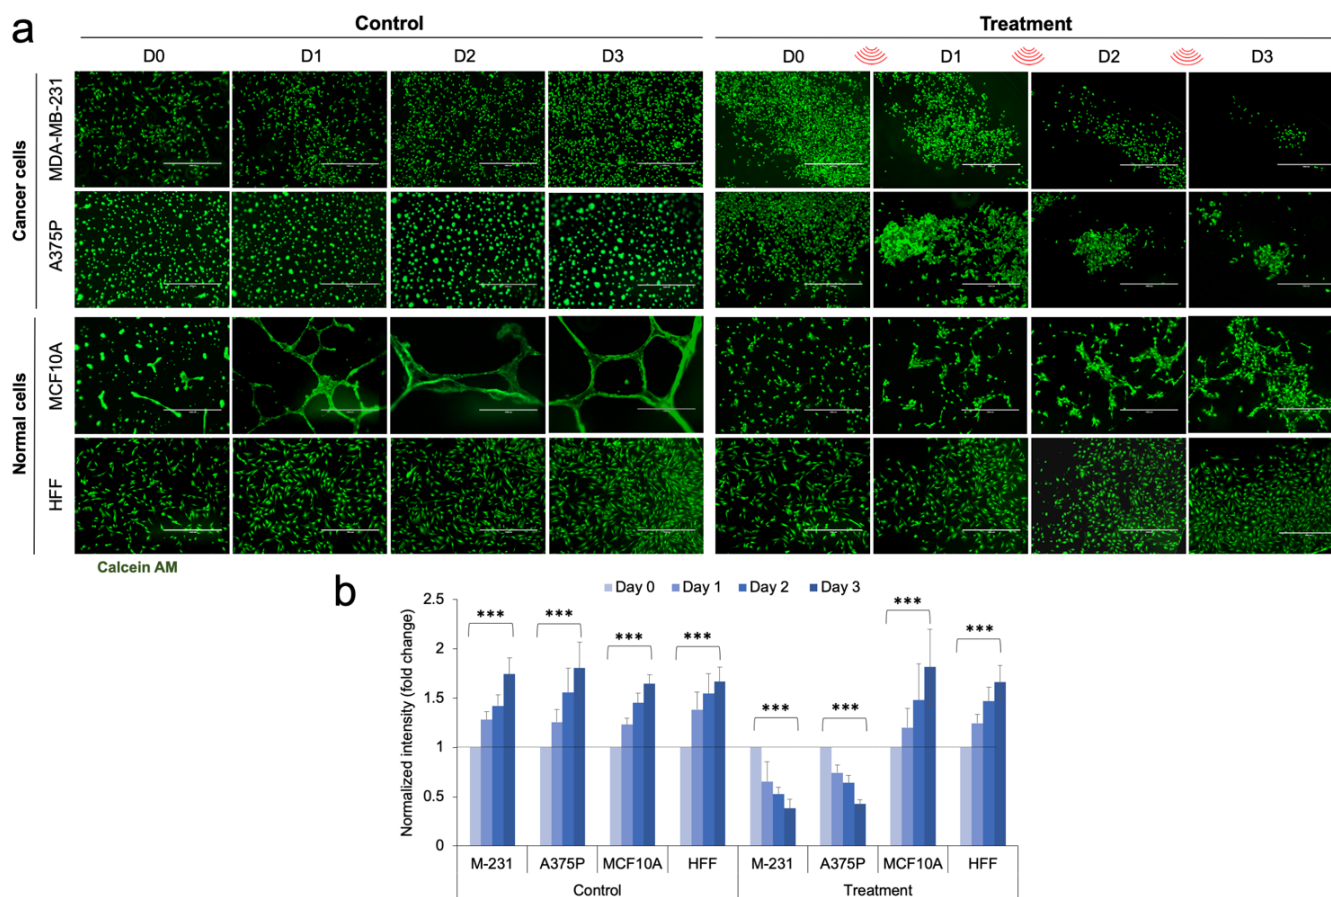 a
Control
Treatment
D0 D1 D2 D3 D0 D1 D2 D3
Cancer cells
MDA-MB-231
A375P
Normal cells
MCF10A
HFF
Calcein AM
b
Day 0 Day 1 Day 2 Day 3
Normalized intensity (fold change)
2.5
2
1.5
1
0.5
0
*** *** *** *** *** *** *** ***
M-231 A375P MCF10A HFF M-231 A375P MCF10A HFF
Control Treatment